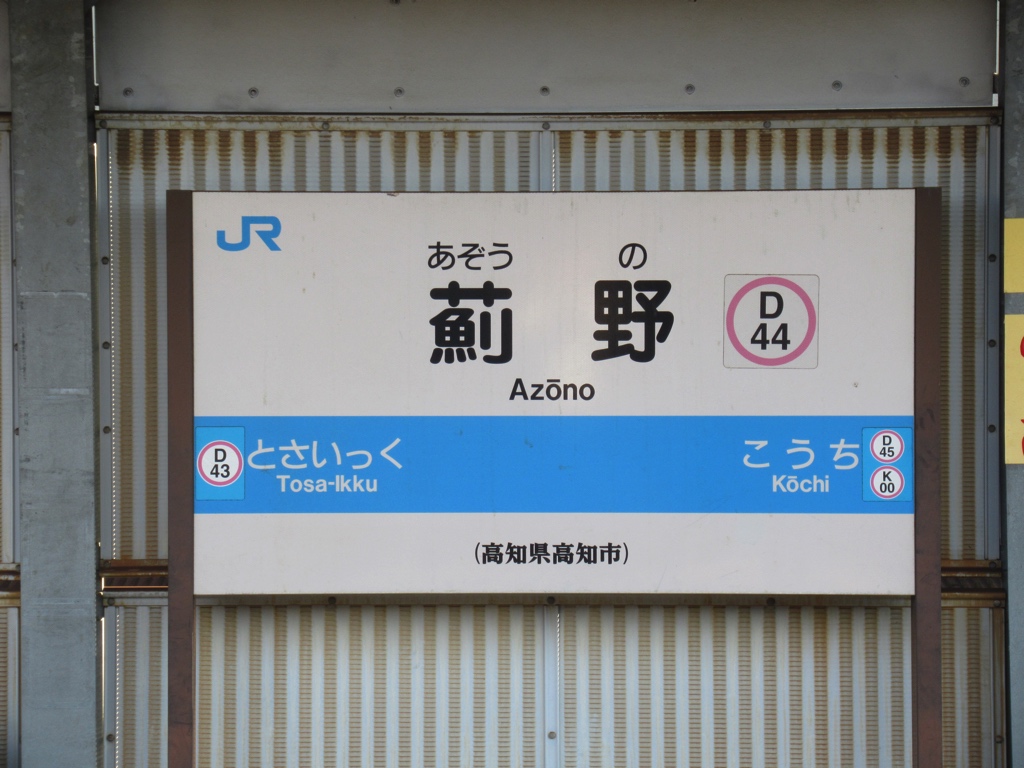 JR
あぞう の
薊野
D
44
Azōno
D
43
とさいっく
Tosa-Ikku
こうち
Kōchi
D
45
K
00
(高知県高知市)